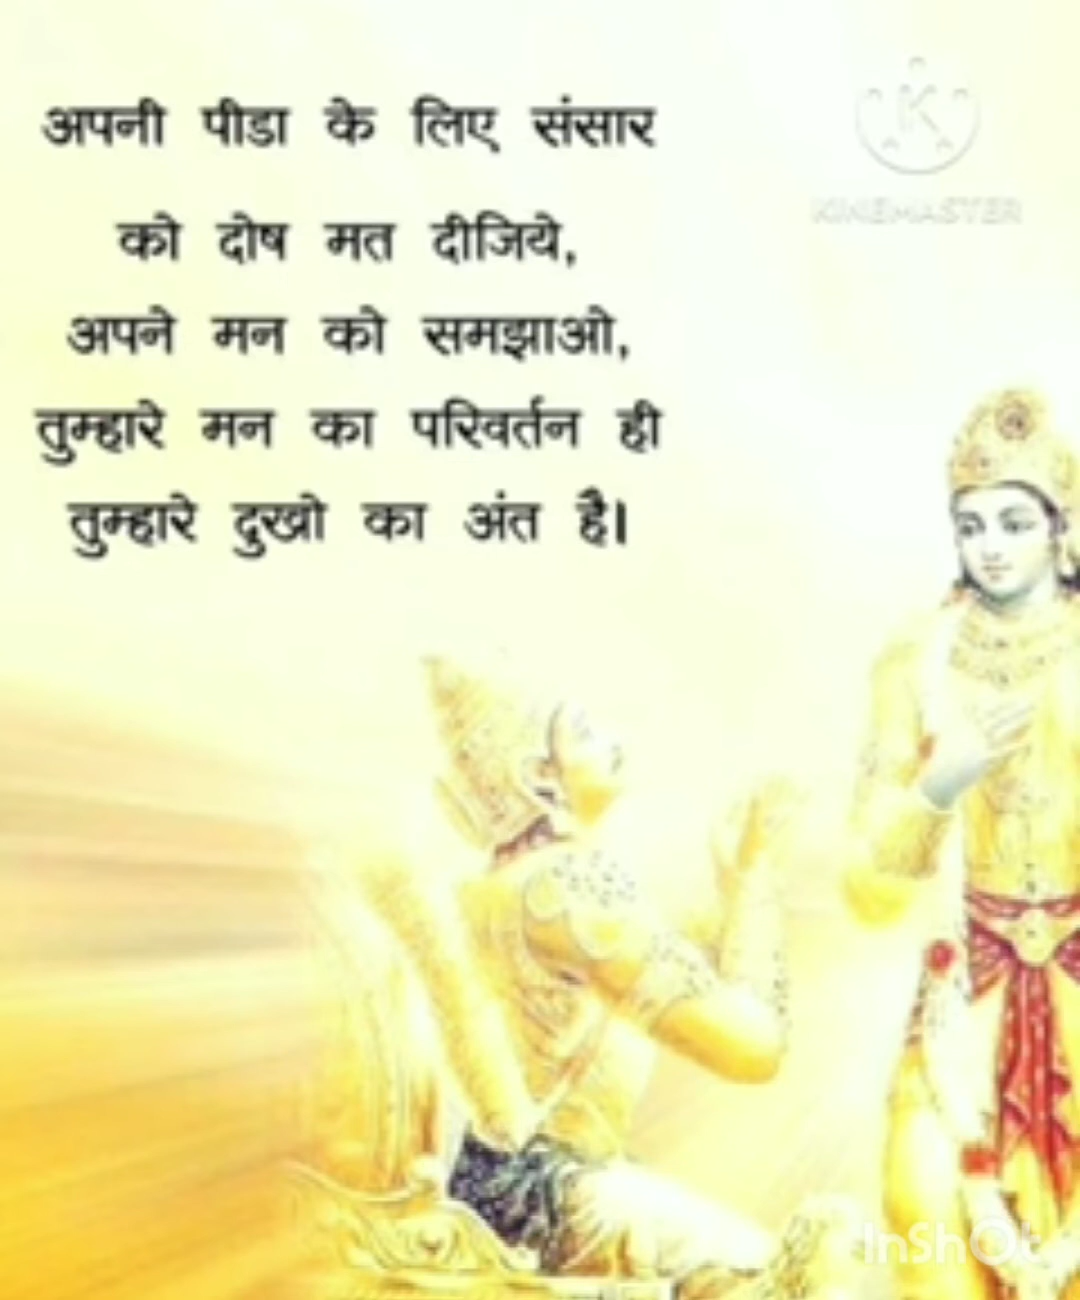 अपनी पीडा के लिए संसार
को दोष मत दीजिये,
अपने मन को समझाओ,
तुम्हारे मन का परिवर्तन ही
तुम्हारे दुखो का अंत है।
K
KINEMASTER
InShOt